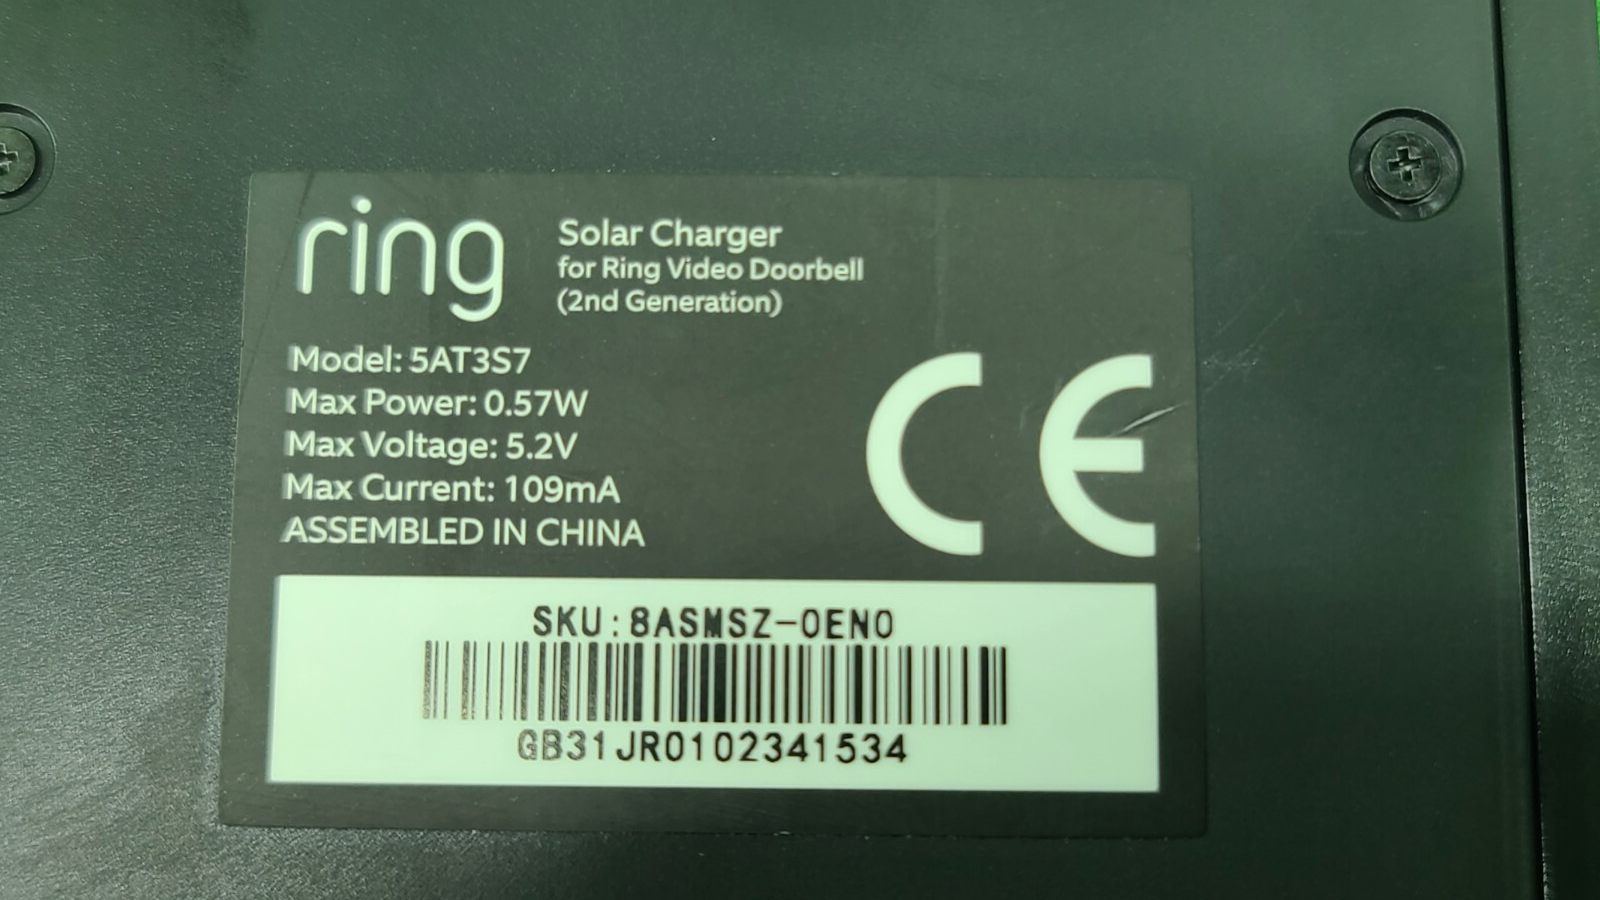 ring
Solar Charger
for Ring Video Doorbell
(2nd Generation)
Model: 5AT3S7
Max Power: 0.57W
Max Voltage: 5.2V
Max Current: 109mA
ASSEMBLED IN CHINA
CE
SKU:8ASMSZ-0EN0
GB31JR0102341534